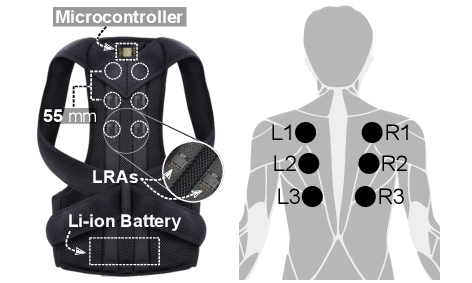 Microcontroller
55 mm
LRAs
Li-ion Battery
L1 R1
L2 R2
L3 R3